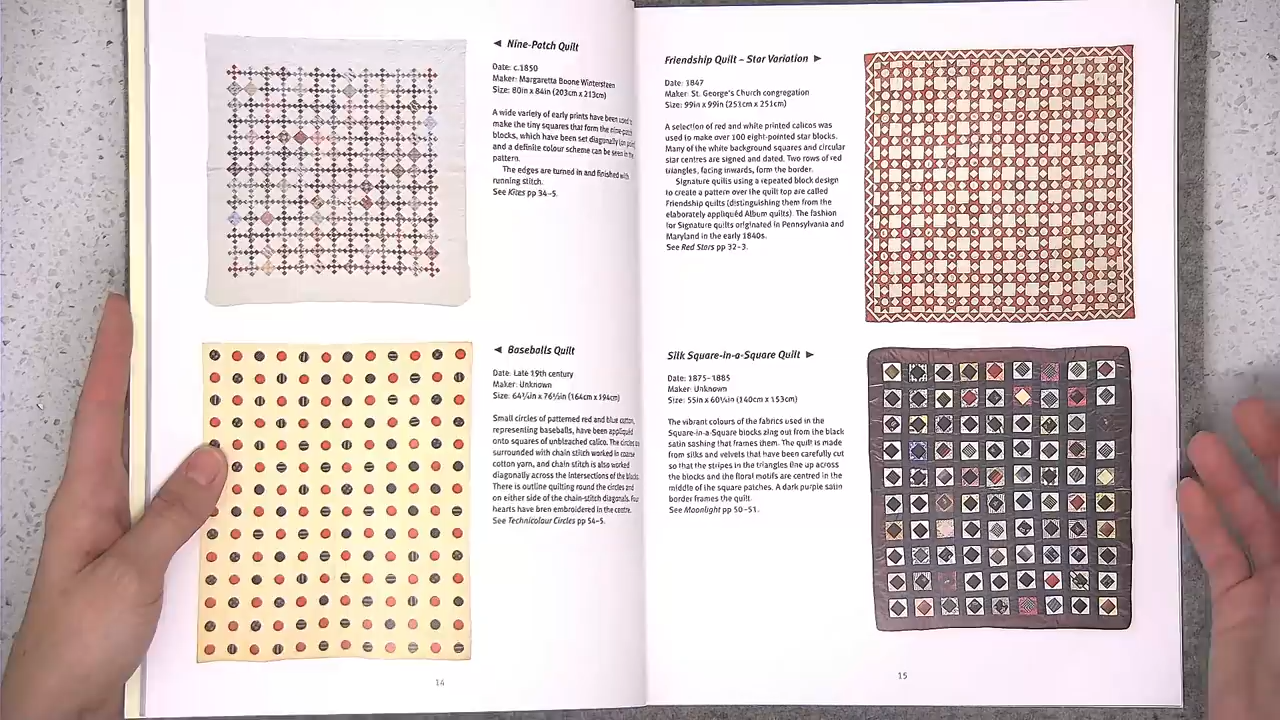 ◄ Nine-Patch Quilt
Date: c.1850
Maker: Margaretta Boone Wintersteen
Size: 80in x 84in (203cm x 213cm)
A wide variety of early prints have been used to
make the tiny squares that form the nine-patch
blocks, which have been set diagonally (on point)
and a definite colour scheme can be seen in the
pattern.
The edges are turned in and finished with
running stitch.
See Kites pp 34–5.
◄ Baseballs Quilt
Date: Late 19th century
Maker: Unknown
Size: 64¾in x 76½in (164cm x 194cm)
Small circles of patterned red and blue cotton,
representing baseballs, have been appliquéd
onto squares of unbleached calico. The circles are
surrounded with chain stitch worked in coarse
cotton yarn, and chain stitch is also worked
diagonally across the intersections of the blocks.
There is outline quilting round the circles and
on either side of the chain-stitch diagonals. Four
hearts have been embroidered in the centre.
See Technicolour Circles pp 54–5.
14
Friendship Quilt – Star Variation ►
Date: 1847
Maker: St. George's Church congregation
Size: 99in x 99in (251cm x 251cm)
A selection of red and white printed calicos was
used to make over 100 eight-pointed star blocks.
Many of the white background squares and circular
star centres are signed and dated. Two rows of red
triangles, facing inwards, form the border.
Signature quilts using a repeated block design
to create a pattern over the quilt top are called
Friendship quilts (distinguishing them from the
elaborately appliquéd Album quilts). The fashion
for Signature quilts originated in Pennsylvania and
Maryland in the early 1840s.
See Red Stars pp 32–3.
Silk Square-in-a-Square Quilt ►
Date: 1875–1885
Maker: Unknown
Size: 55in x 60¼in (140cm x 153cm)
The vibrant colours of the fabrics used in the
Square-in-a-Square blocks zing out from the black
satin sashing that frames them. The quilt is made
from silks and velvets that have been carefully cut
so that the stripes in the triangles line up across
the blocks and the floral motifs are centred in the
middle of the square patches. A dark purple satin
border frames the quilt.
See Moonlight pp 50–51.
15